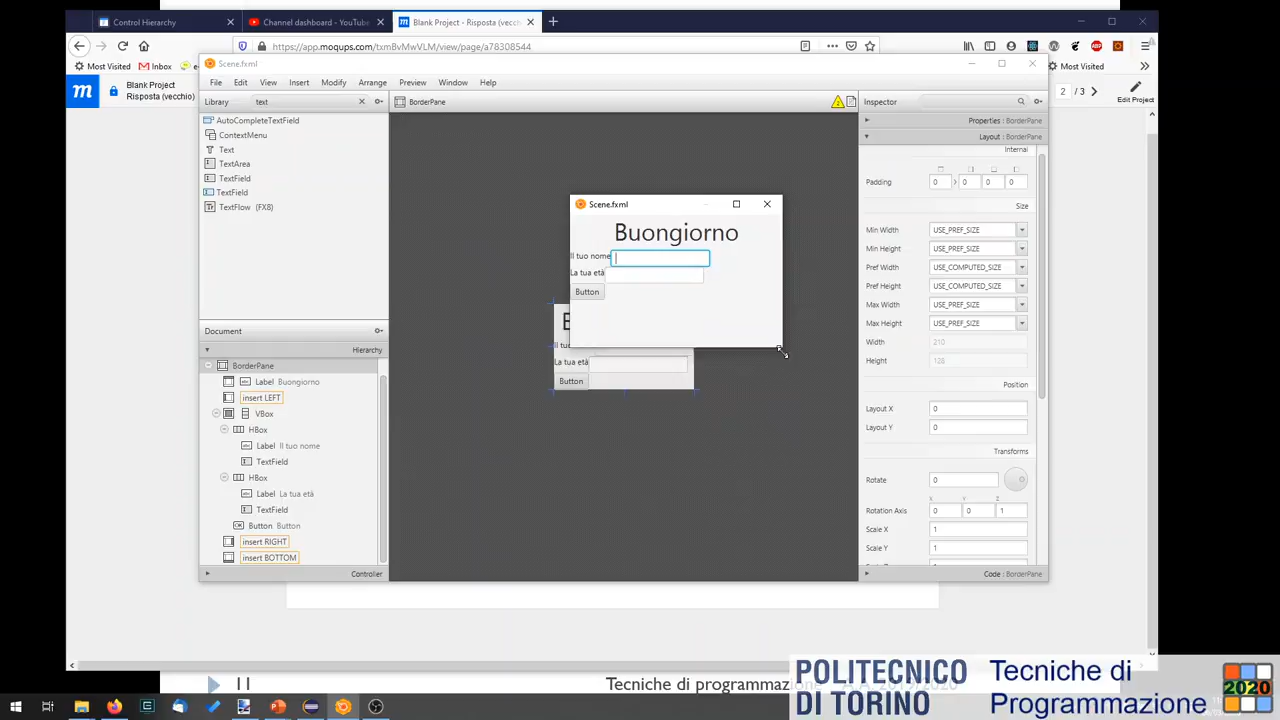 Control Hierarchy
Channel dashboard - YouTube
Blank Project - Risposta (vecch
https://app.moqups.com/txmBvMwVLM/view/page/a78308544
Most Visited
Inbox
Most Visited
m
Blank Project
Risposta (vecchio)
2 / 3
Edit Project
Scene.fxml
File Edit View Insert Modify Arrange Preview Window Help
Library
text
BorderPane
Inspector
AutoCompleteTextField
ContextMenu
Text
TextArea
TextField
TextField
TextFlow (FX8)
Properties : BorderPane
Layout : BorderPane
Internal
Padding 0 0 0 0
Size
Min Width USE_PREF_SIZE
Min Height USE_PREF_SIZE
Pref Width USE_COMPUTED_SIZE
Pref Height USE_COMPUTED_SIZE
Max Width USE_PREF_SIZE
Max Height USE_PREF_SIZE
Width 210
Height 128
Position
Layout X 0
Layout Y 0
Transforms
Rotate 0
X Y Z
Rotation Axis 0 0 1
Scale X 1
Scale Y 1
Code : BorderPane
Scene.fxml
Buongiorno
Il tuo nome
La tua età
Button
La tua età
Button
Document
Hierarchy
BorderPane
Label Buongiorno
insert LEFT
VBox
HBox
Label Il tuo nome
TextField
HBox
Label La tua età
TextField
Button Button
insert RIGHT
insert BOTTOM
Controller
11
Tecniche di programmazione - A.A. 2019/2020
POLITECNICO
DI TORINO
Tecniche di
Programmazione
2020